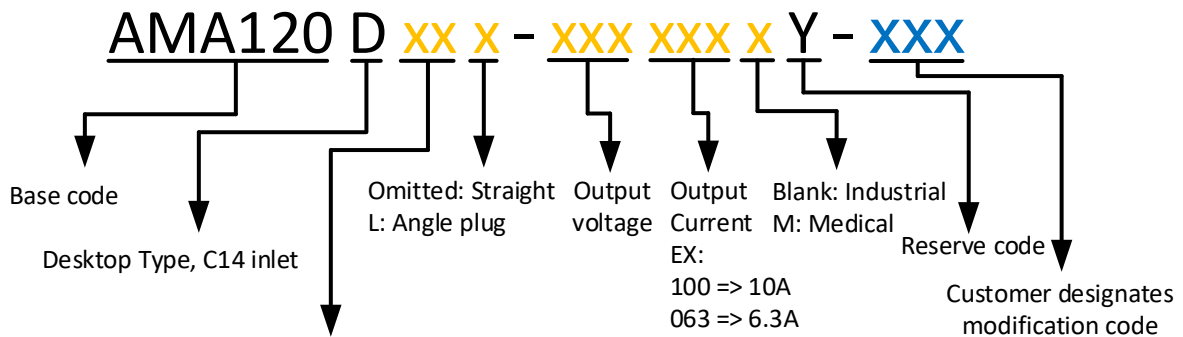 AMA120 D xx x - xxx xxx x Y - xxx
Base code
Desktop Type, C14 inlet
Omitted: Straight
L: Angle plug
Output
voltage
Output
Current
EX:
100 => 10A
063 => 6.3A
Blank: Industrial
M: Medical
Reserve code
Customer designates
modification code